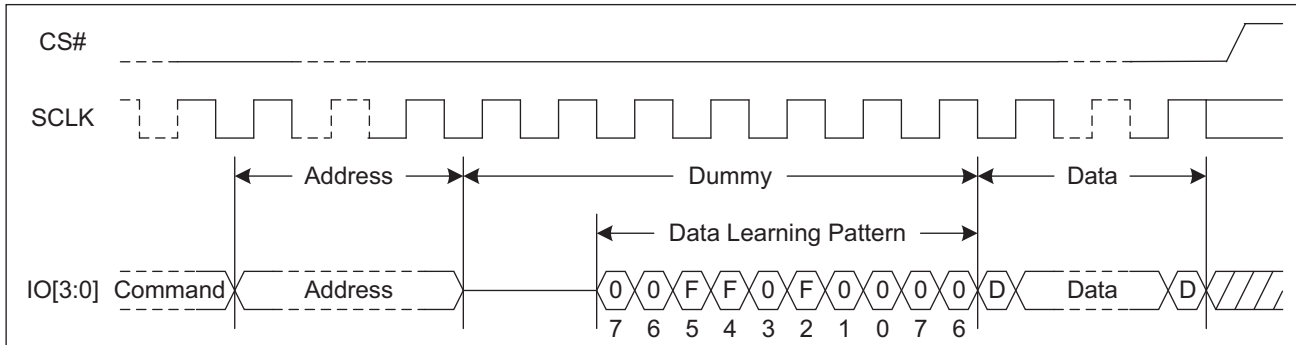 CS#
SCLK
Address Dummy Data
Data Learning Pattern
IO[3:0] Command Address 0 0 F F 0 F 0 0 0 0 D Data D
7 6 5 4 3 2 1 0 7 6